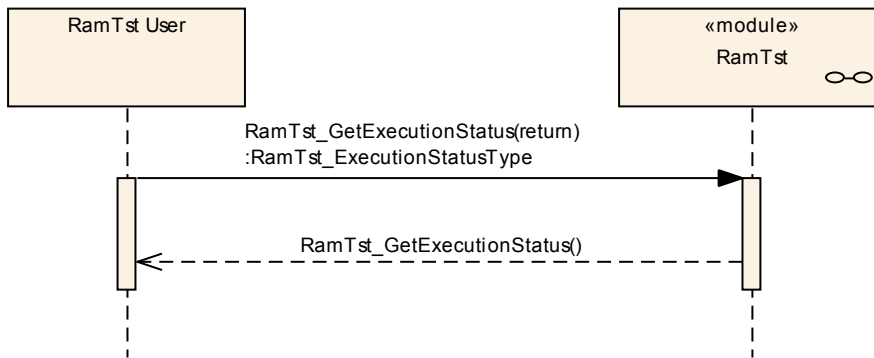 RamTst User
«module»
RamTst
RamTst_GetExecutionStatus(return)
:RamTst_ExecutionStatusType
RamTst_GetExecutionStatus()